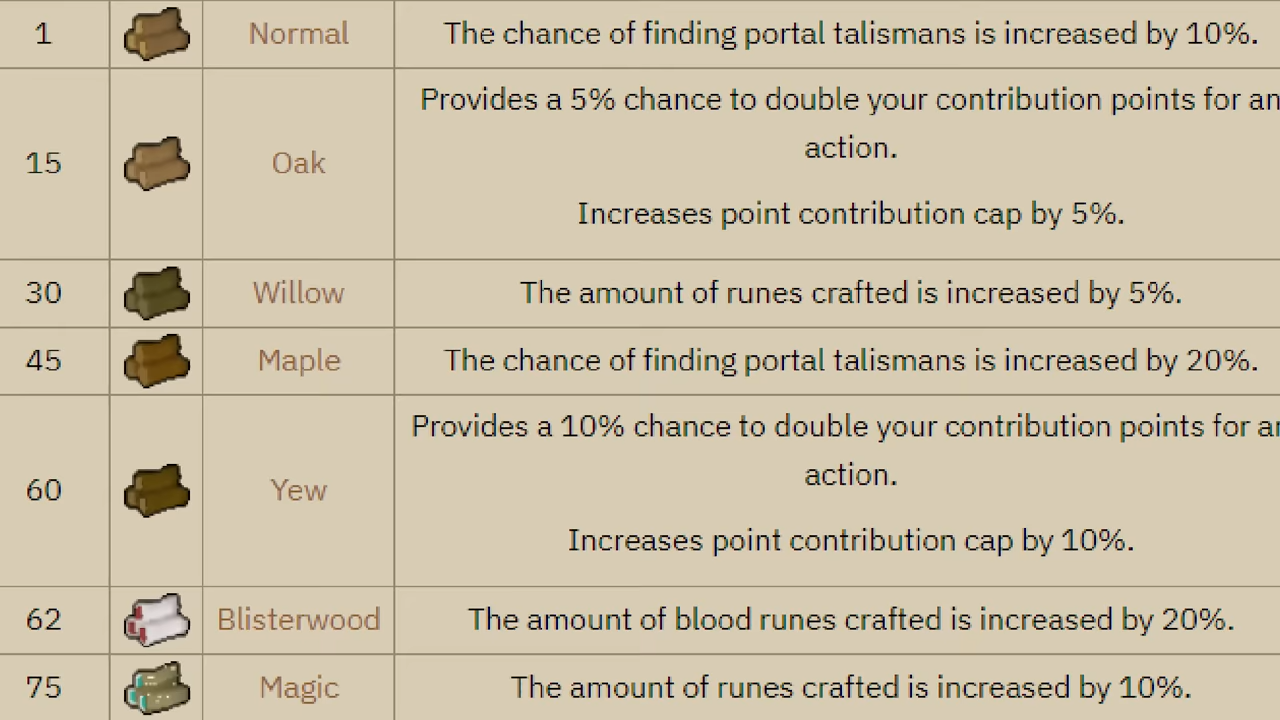 1 Normal The chance of finding portal talismans is increased by 10%.
15 Oak Provides a 5% chance to double your contribution points for an
action.
Increases point contribution cap by 5%.
30 Willow The amount of runes crafted is increased by 5%.
45 Maple The chance of finding portal talismans is increased by 20%.
60 Yew Provides a 10% chance to double your contribution points for an
action.
Increases point contribution cap by 10%.
62 Blisterwood The amount of blood runes crafted is increased by 20%.
75 Magic The amount of runes crafted is increased by 10%.